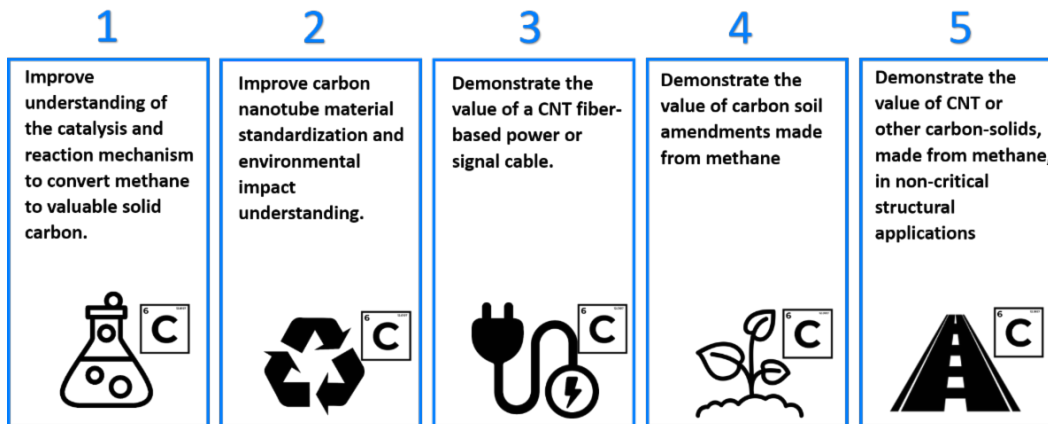 1
Improve
understanding of
the catalysis and
reaction mechanism
to convert methane
to valuable solid
carbon.
6
C
2
Improve carbon
nanotube material
standardization and
environmental
impact
understanding.
6
C
3
Demonstrate the
value of a CNT fiber-
based power or
signal cable.
6
C
4
Demonstrate the
value of carbon soil
amendments made
from methane
6
C
5
Demonstrate the
value of CNT or
other carbon-solids,
made from methane,
in non-critical
structural
applications
6
C